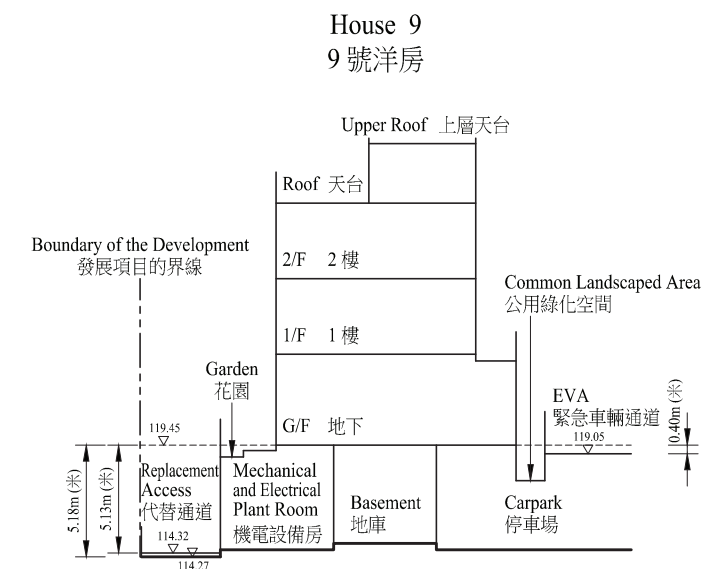 House 9
9 號洋房
Upper Roof 上層天台
Roof 天台
Boundary of the Development
發展項目的界線
2/F 2 樓
Common Landscaped Area
公用綠化空間
1/F 1 樓
Garden
花園
EVA
緊急車輛通道
G/F 地下
119.45
119.05
0.40m (米)
5.18m (米)
5.13m (米)
Replacement
Access
代替通道
Mechanical
and Electrical
Plant Room
機電設備房
Basement
地庫
Carpark
停車場
114.32
114.27